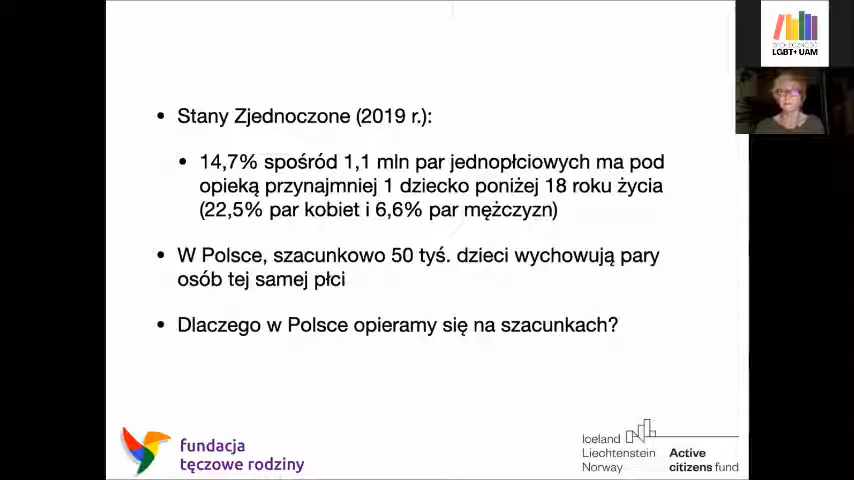 • Stany Zjednoczone (2019 r.):
• 14,7% spośród 1,1 mln par jednopłciowych ma pod
opieką przynajmniej 1 dziecko poniżej 18 roku życia
(22,5% par kobiet i 6,6% par mężczyzn)
• W Polsce, szacunkowo 50 tyś. dzieci wychowują pary
osób tej samej płci
• Dlaczego w Polsce opieramy się na szacunkach?
fundacja
tęczowe rodziny
Iceland
Liechtenstein
Norway
Active
citizens fund
SPOŁECZNOŚĆ
LGBT+ UAM